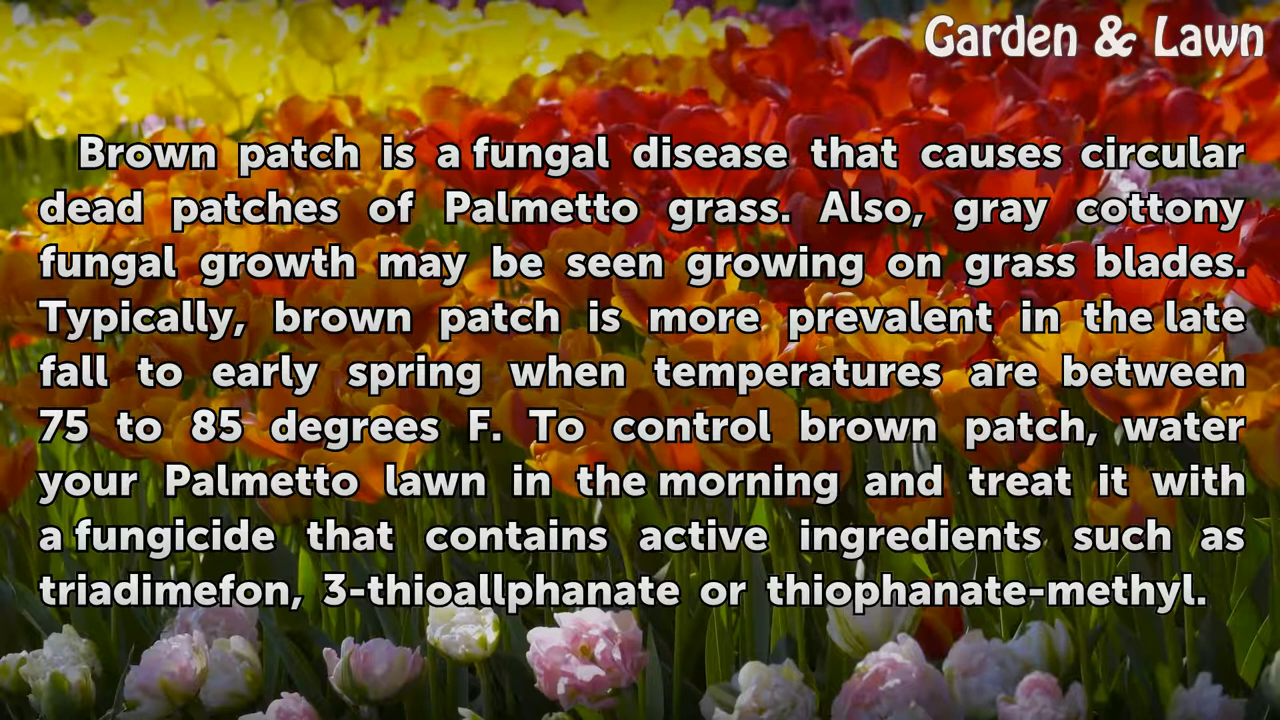 Garden & Lawn
Brown patch is a fungal disease that causes circular
dead patches of Palmetto grass. Also, gray cottony
fungal growth may be seen growing on grass blades.
Typically, brown patch is more prevalent in the late
fall to early spring when temperatures are between
75 to 85 degrees F. To control brown patch, water
your Palmetto lawn in the morning and treat it with
a fungicide that contains active ingredients such as
triadimefon, 3-thioallphanate or thiophanate-methyl.